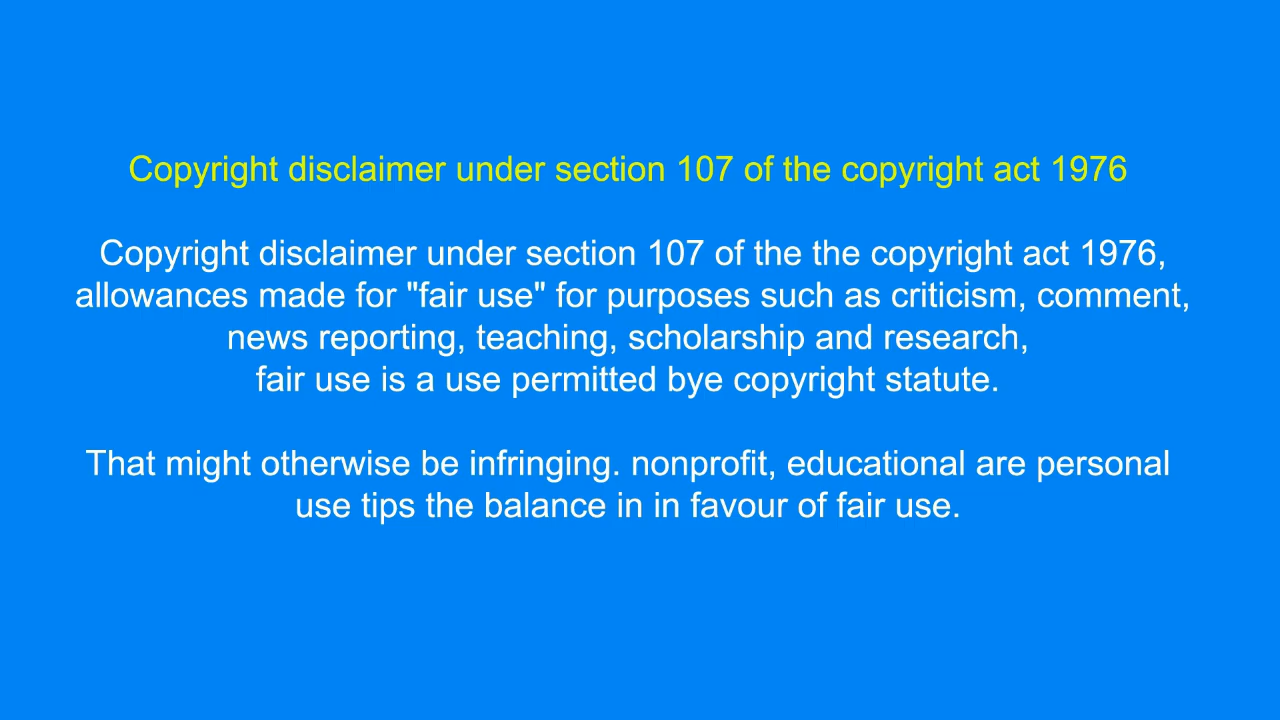 Copyright disclaimer under section 107 of the copyright act 1976
Copyright disclaimer under section 107 of the the copyright act 1976,
allowances made for "fair use" for purposes such as criticism, comment,
news reporting, teaching, scholarship and research,
fair use is a use permitted bye copyright statute.
That might otherwise be infringing. nonprofit, educational are personal
use tips the balance in in favour of fair use.